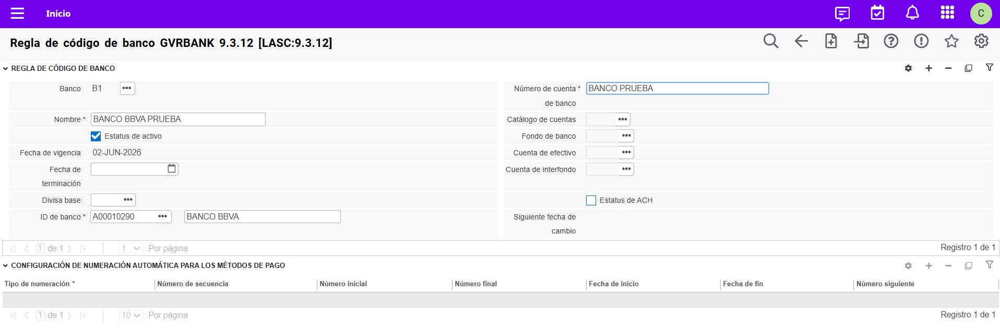 Inicio
C
Regla de código de banco GVRBANK 9.3.12 [LASC:9.3.12]
REGLA DE CÓDIGO DE BANCO
Banco B1
Número de cuenta * BANCO PRUEBA
de banco
Nombre * BANCO BBVA PRUEBA
Catálogo de cuentas
Estatus de activo
Fondo de banco
Fecha de vigencia 02-JUN-2026
Cuenta de efectivo
Fecha de
terminación
Cuenta de interfondo
Divisa base
Estatus de ACH
ID de banco * A00010290 BANCO BBVA
Siguiente fecha de
cambio
1 de 1 1 Por página Registro 1 de 1
CONFIGURACIÓN DE NUMERACIÓN AUTOMÁTICA PARA LOS MÉTODOS DE PAGO
Tipo de numeración * Número de secuencia Número inicial Número final Fecha de inicio Fecha de fin Número siguiente
1 de 1 10 Por página Registro 1 de 1